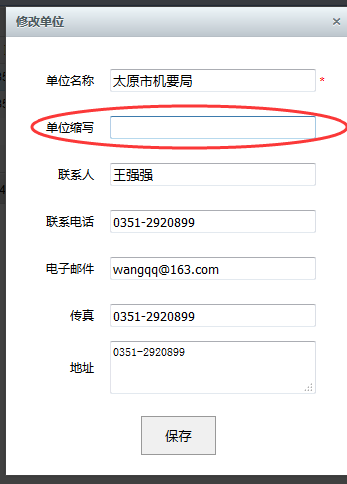 修改单位 ×
单位名称 太原市机要局 *
单位缩写
联系人 王强强
联系电话 0351-2920899
电子邮件 wangqq@163.com
传真 0351-2920899
地址 0351-2920899
保存